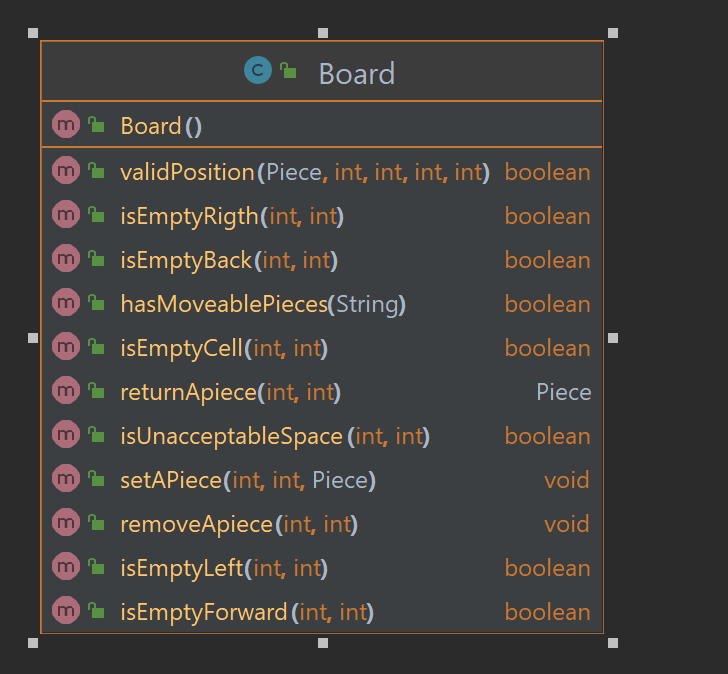 C Board
m Board()
m validPosition(Piece, int, int, int, int) boolean
m isEmptyRigth(int, int) boolean
m isEmptyBack(int, int) boolean
m hasMoveablePieces(String) boolean
m isEmptyCell(int, int) boolean
m returnApiece(int, int) Piece
m isUnacceptableSpace(int, int) boolean
m setAPiece(int, int, Piece) void
m removeApiece(int, int) void
m isEmptyLeft(int, int) boolean
m isEmptyForward(int, int) boolean